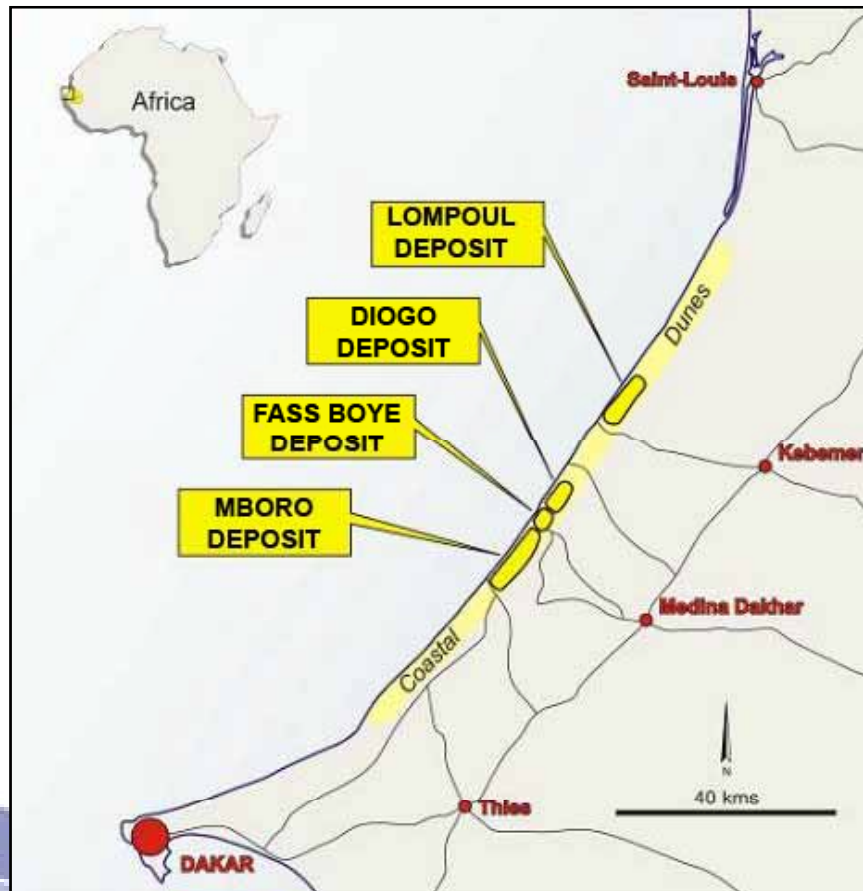 Africa
Saint-Louis
LOMPOUL
DEPOSIT
Dunes
DIOGO
DEPOSIT
FASS BOYE
DEPOSIT
Kebemer
MBORO
DEPOSIT
Medina Dakhar
Coastal
N
40 kms
Thies
DAKAR